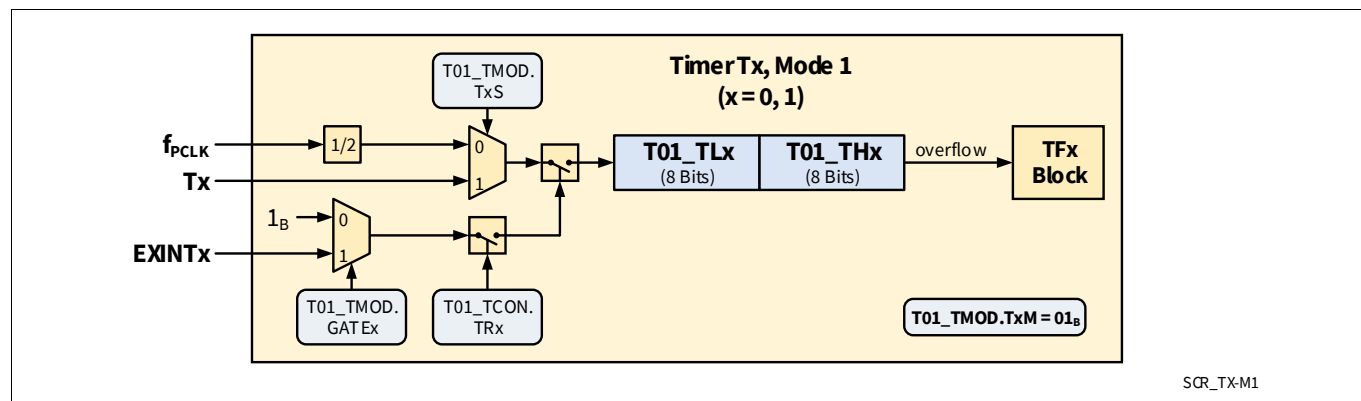 Timer Tx, Mode 1
(x = 0, 1)
T01_TMOD.
TxS
fPCLK
1/2
0
1
Tx
T01_TLx
(8 Bits)
T01_THx
(8 Bits)
overflow
TFx
Block
1B
0
1
EXINTx
T01_TMOD.
GATEx
T01_TCON.
TRx
T01_TMOD.TxM = 01B
SCR_TX-M1